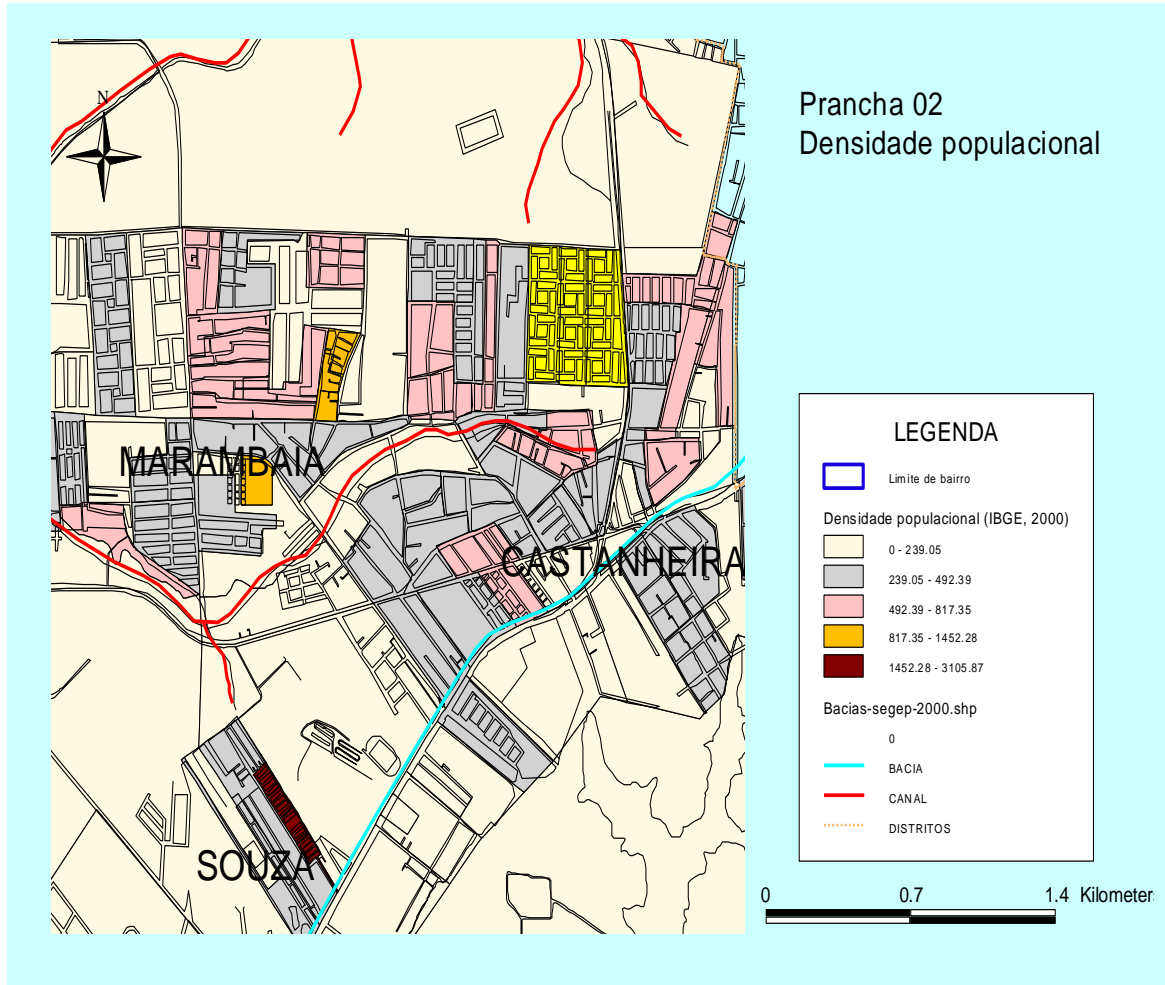 Prancha 02
Densidade populacional
N
MARAMBAIA
CASTANHEIRA
SOUZA
LEGENDA
Limite de bairro
Densidade populacional (IBGE, 2000)
0 - 239.05
239.05 - 492.39
492.39 - 817.35
817.35 - 1452.28
1452.28 - 3105.87
Bacias-segep-2000.shp
0
BACIA
CANAL
DISTRITOS
0 0.7 1.4 Kilometer